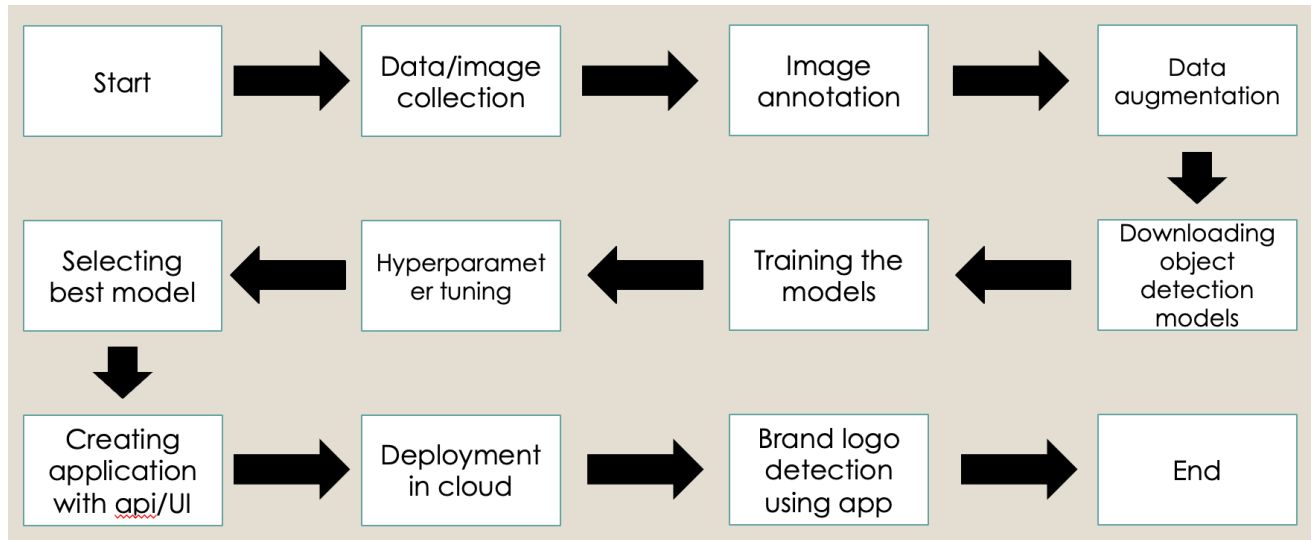 Start
Data/image
collection
Image
annotation
Data
augmentation
Downloading
object
detection
models
Training the
models
Hyperparamet
er tuning
Selecting
best model
Creating
application
with api/UI
Deployment
in cloud
Brand logo
detection
using app
End